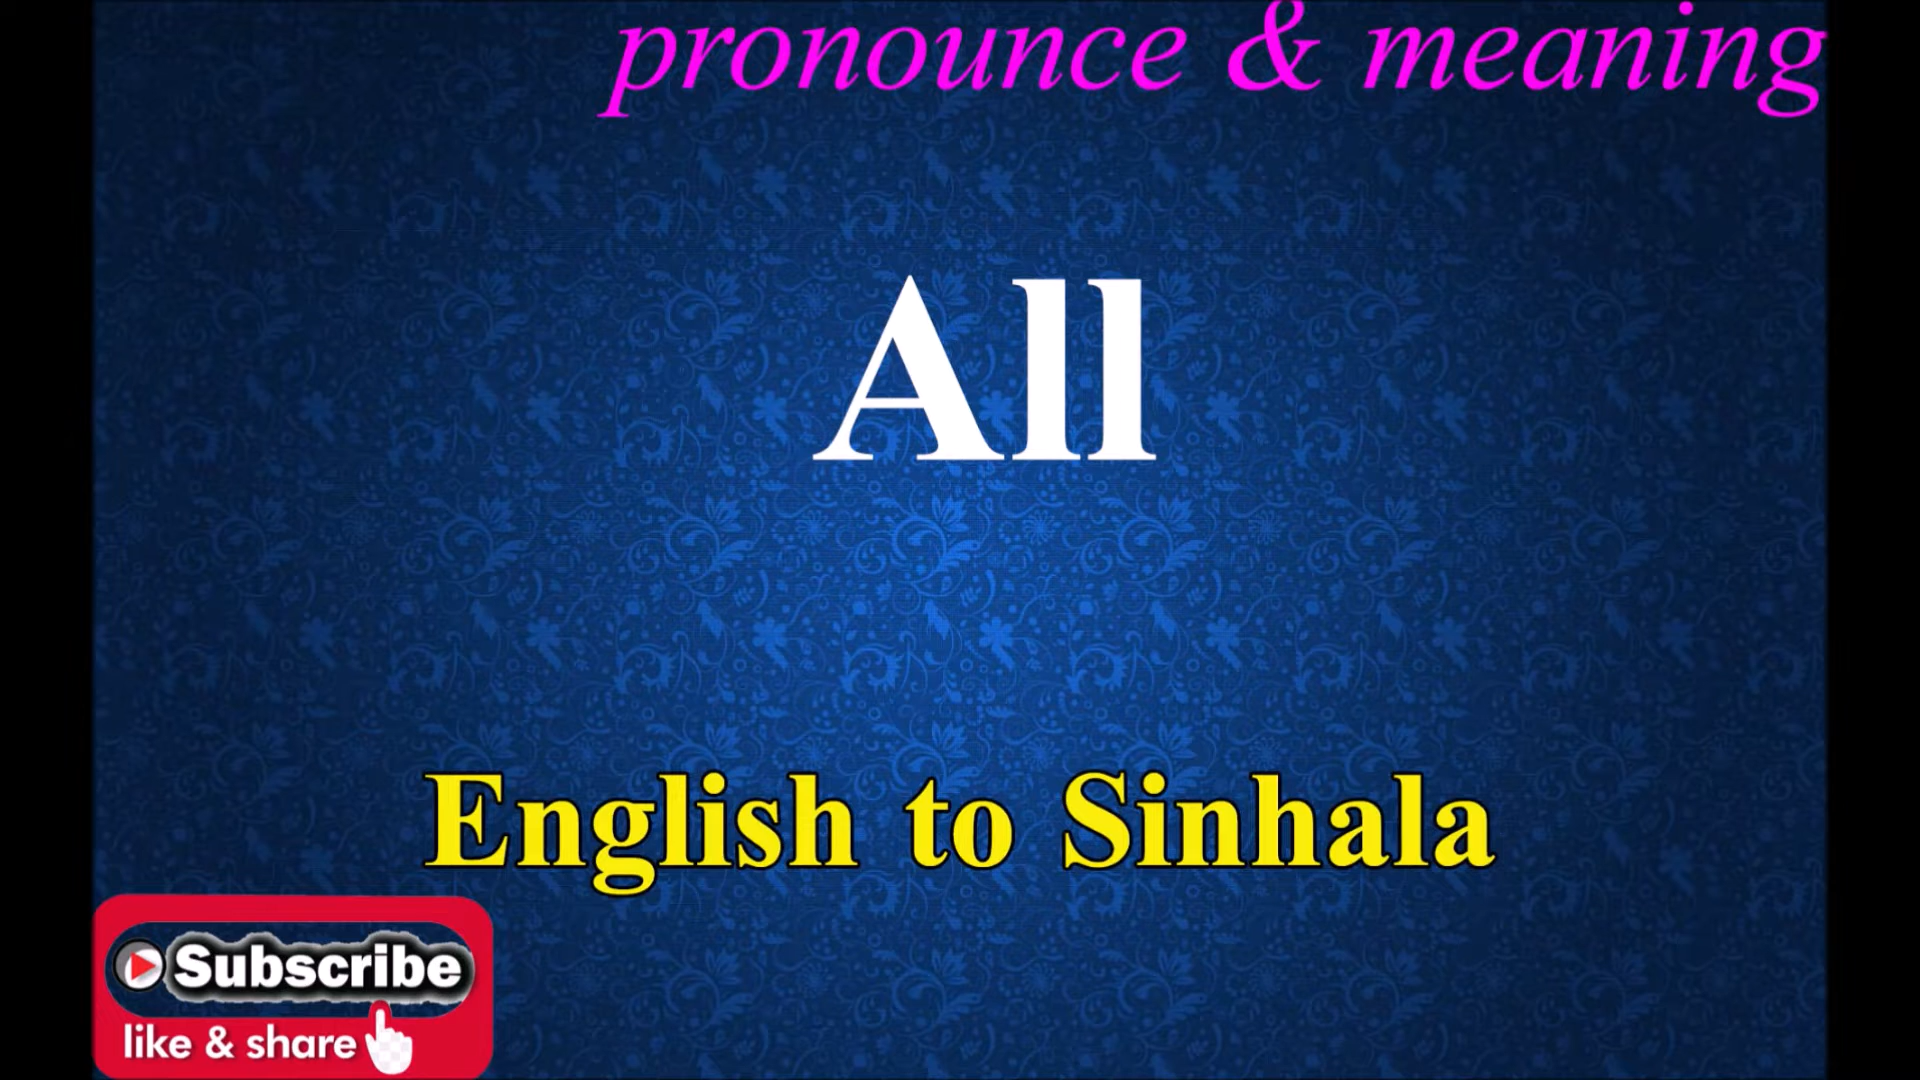 pronounce & meaning
All
English to Sinhala
Subscribe
like & share